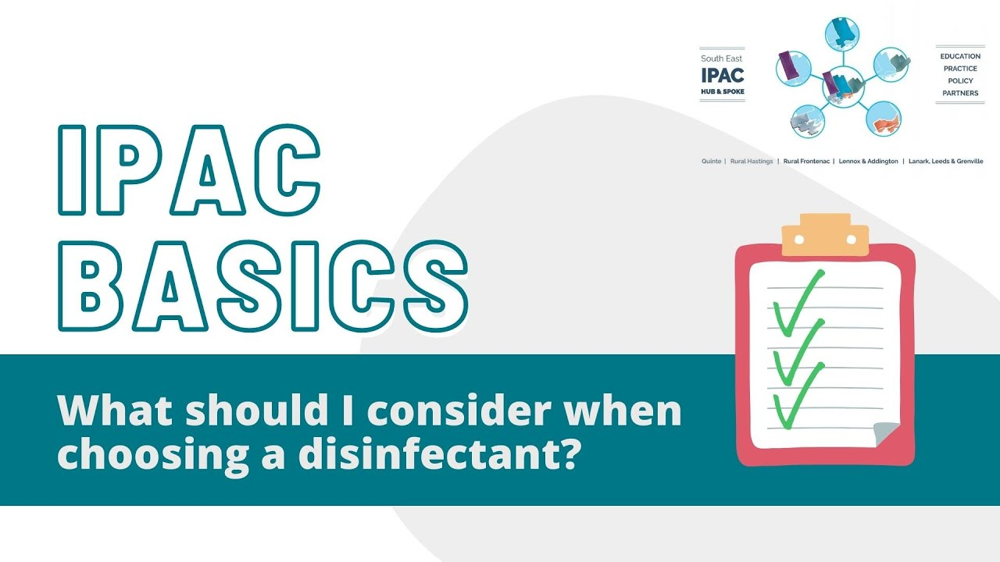 South East
IPAC
HUB & SPOKE
EDUCATION
PRACTICE
POLICY
PARTNERS
Quinte | Rural Hastings | Rural Frontenac | Lennox & Addington | Lanark, Leeds & Grenville
IPAC
BASICS
What should I consider when
choosing a disinfectant?